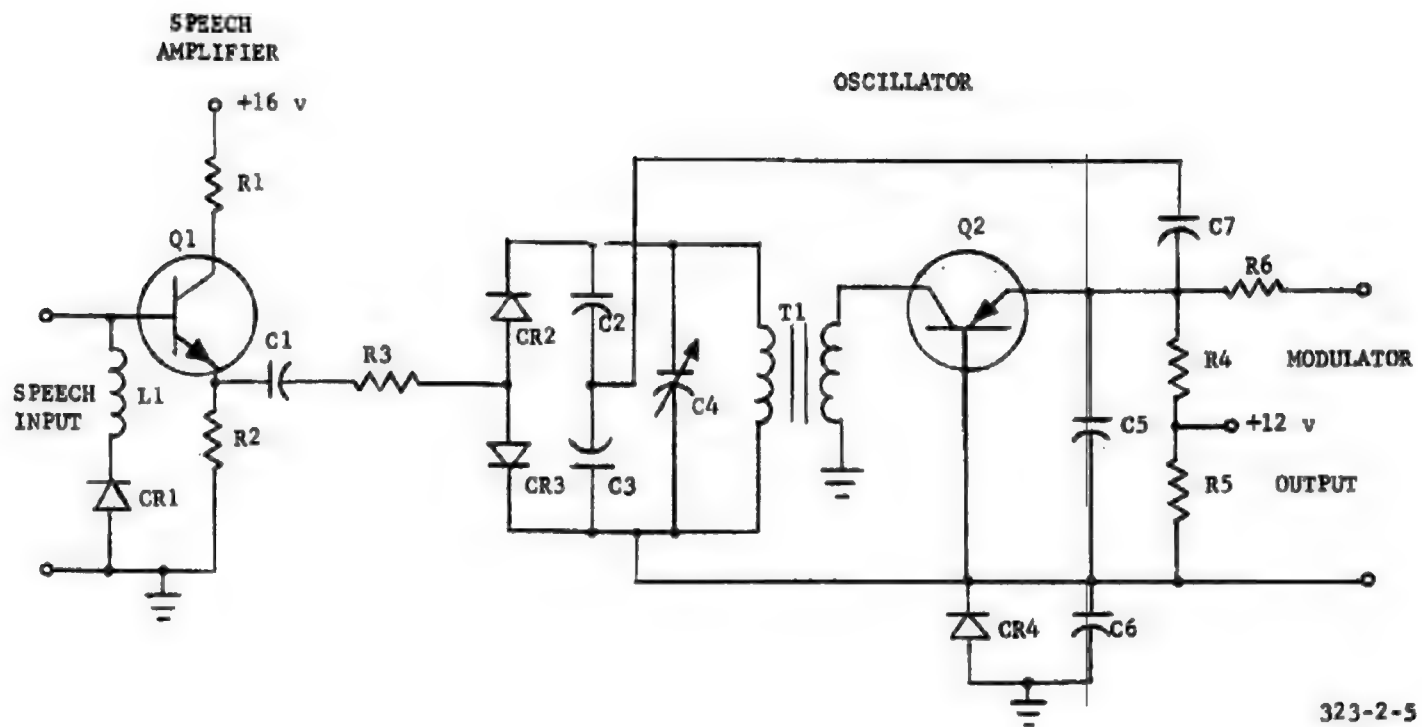 SPEECH
AMPLIFIER
+16 v
OSCILLATOR
R1
Q1
C7
Q2
R6
C1
R3
CR2
C2
T1
R4
MODULATOR
SPEECH
INPUT
L1
R2
C4
C5
+12 v
CR1
CR3
C3
R5
OUTPUT
CR4
C6
323-2-5